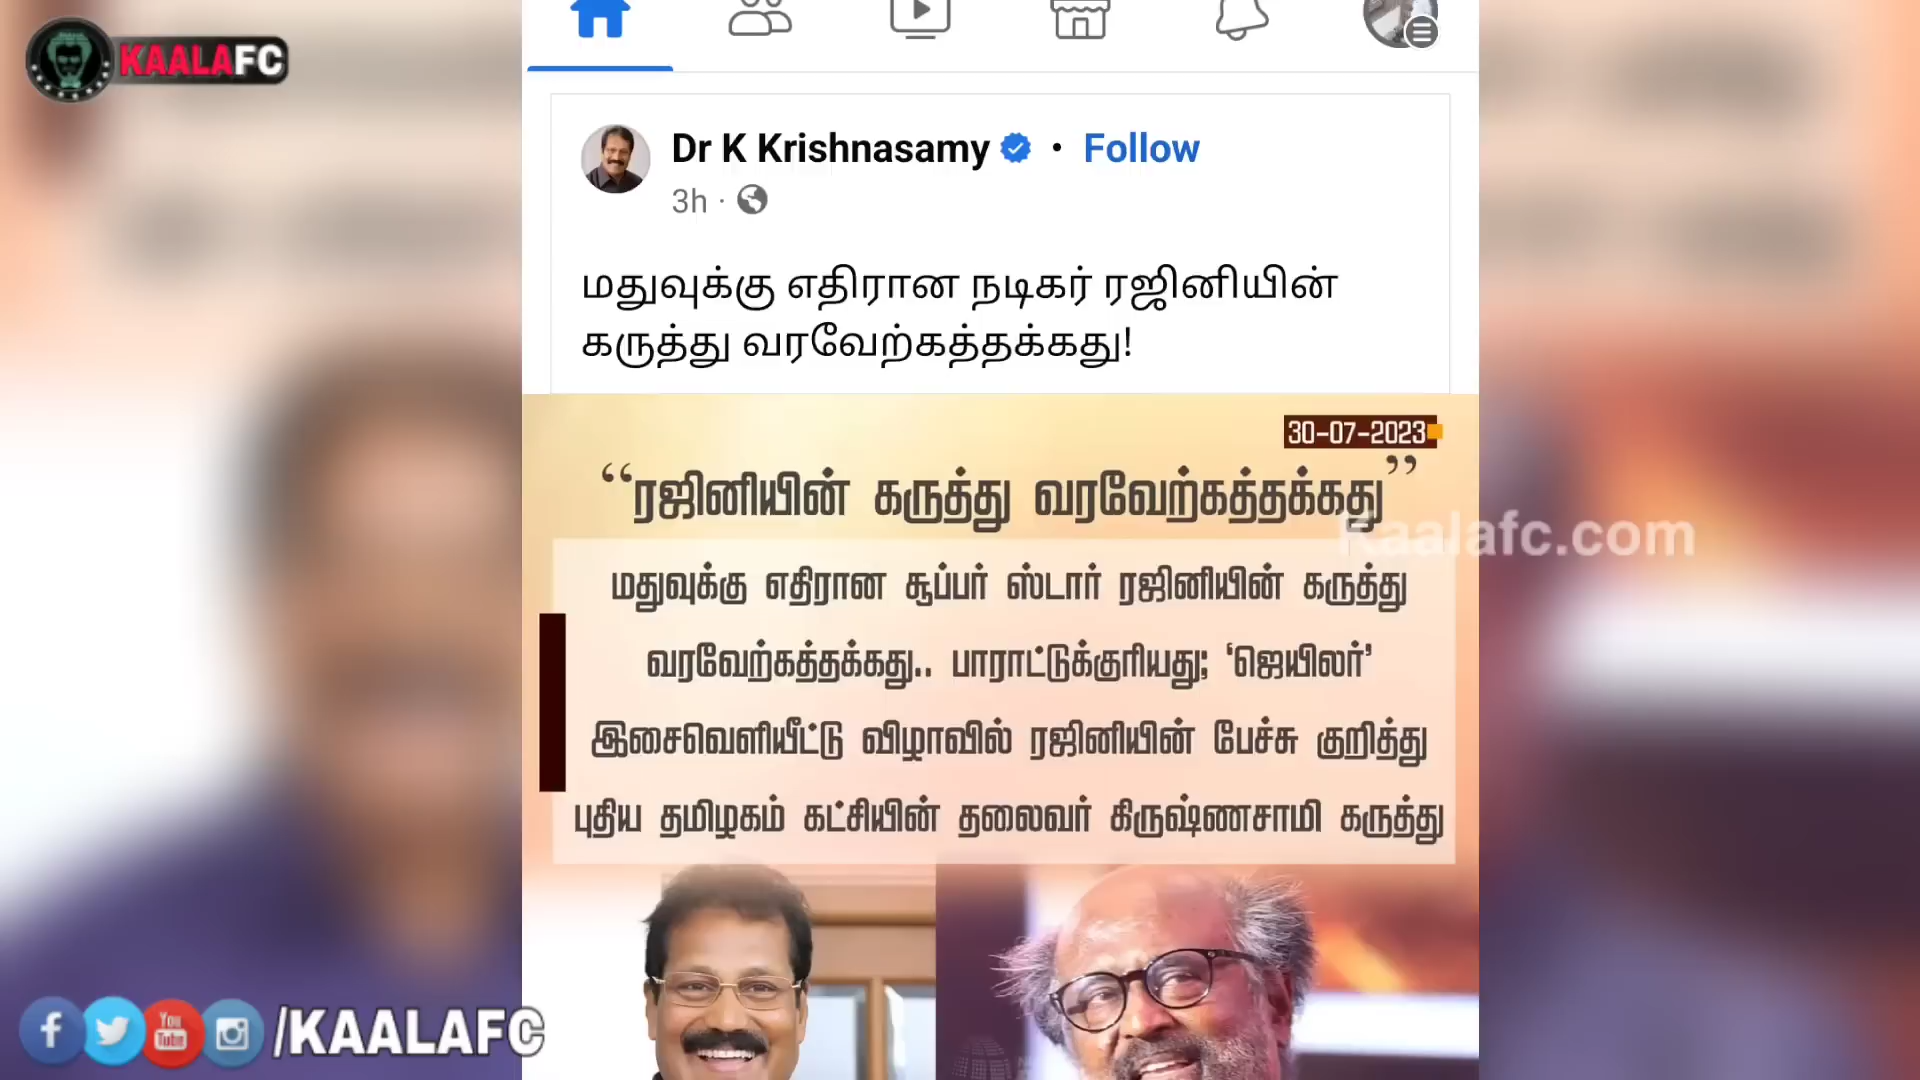 KAALAFC
Dr K Krishnasamy • Follow
3h ·
மதுவுக்கு எதிரான நடிகர் ரஜினியின்
கருத்து வரவேற்கத்தக்கது!
30-07-2023
“ரஜினியின் கருத்து வரவேற்கத்தக்கது”
Kaalafc.com
மதுவுக்கு எதிரான சூப்பர் ஸ்டார் ரஜினியின் கருத்து
வரவேற்கத்தக்கது.. பாராட்டுக்குரியது; ‘ஜெயிலர்’
இசைவெளியீட்டு விழாவில் ரஜினியின் பேச்சு குறித்து
புதிய தமிழகம் கட்சியின் தலைவர் கிருஷ்ணசாமி கருத்து
You
Tube
/KAALAFC